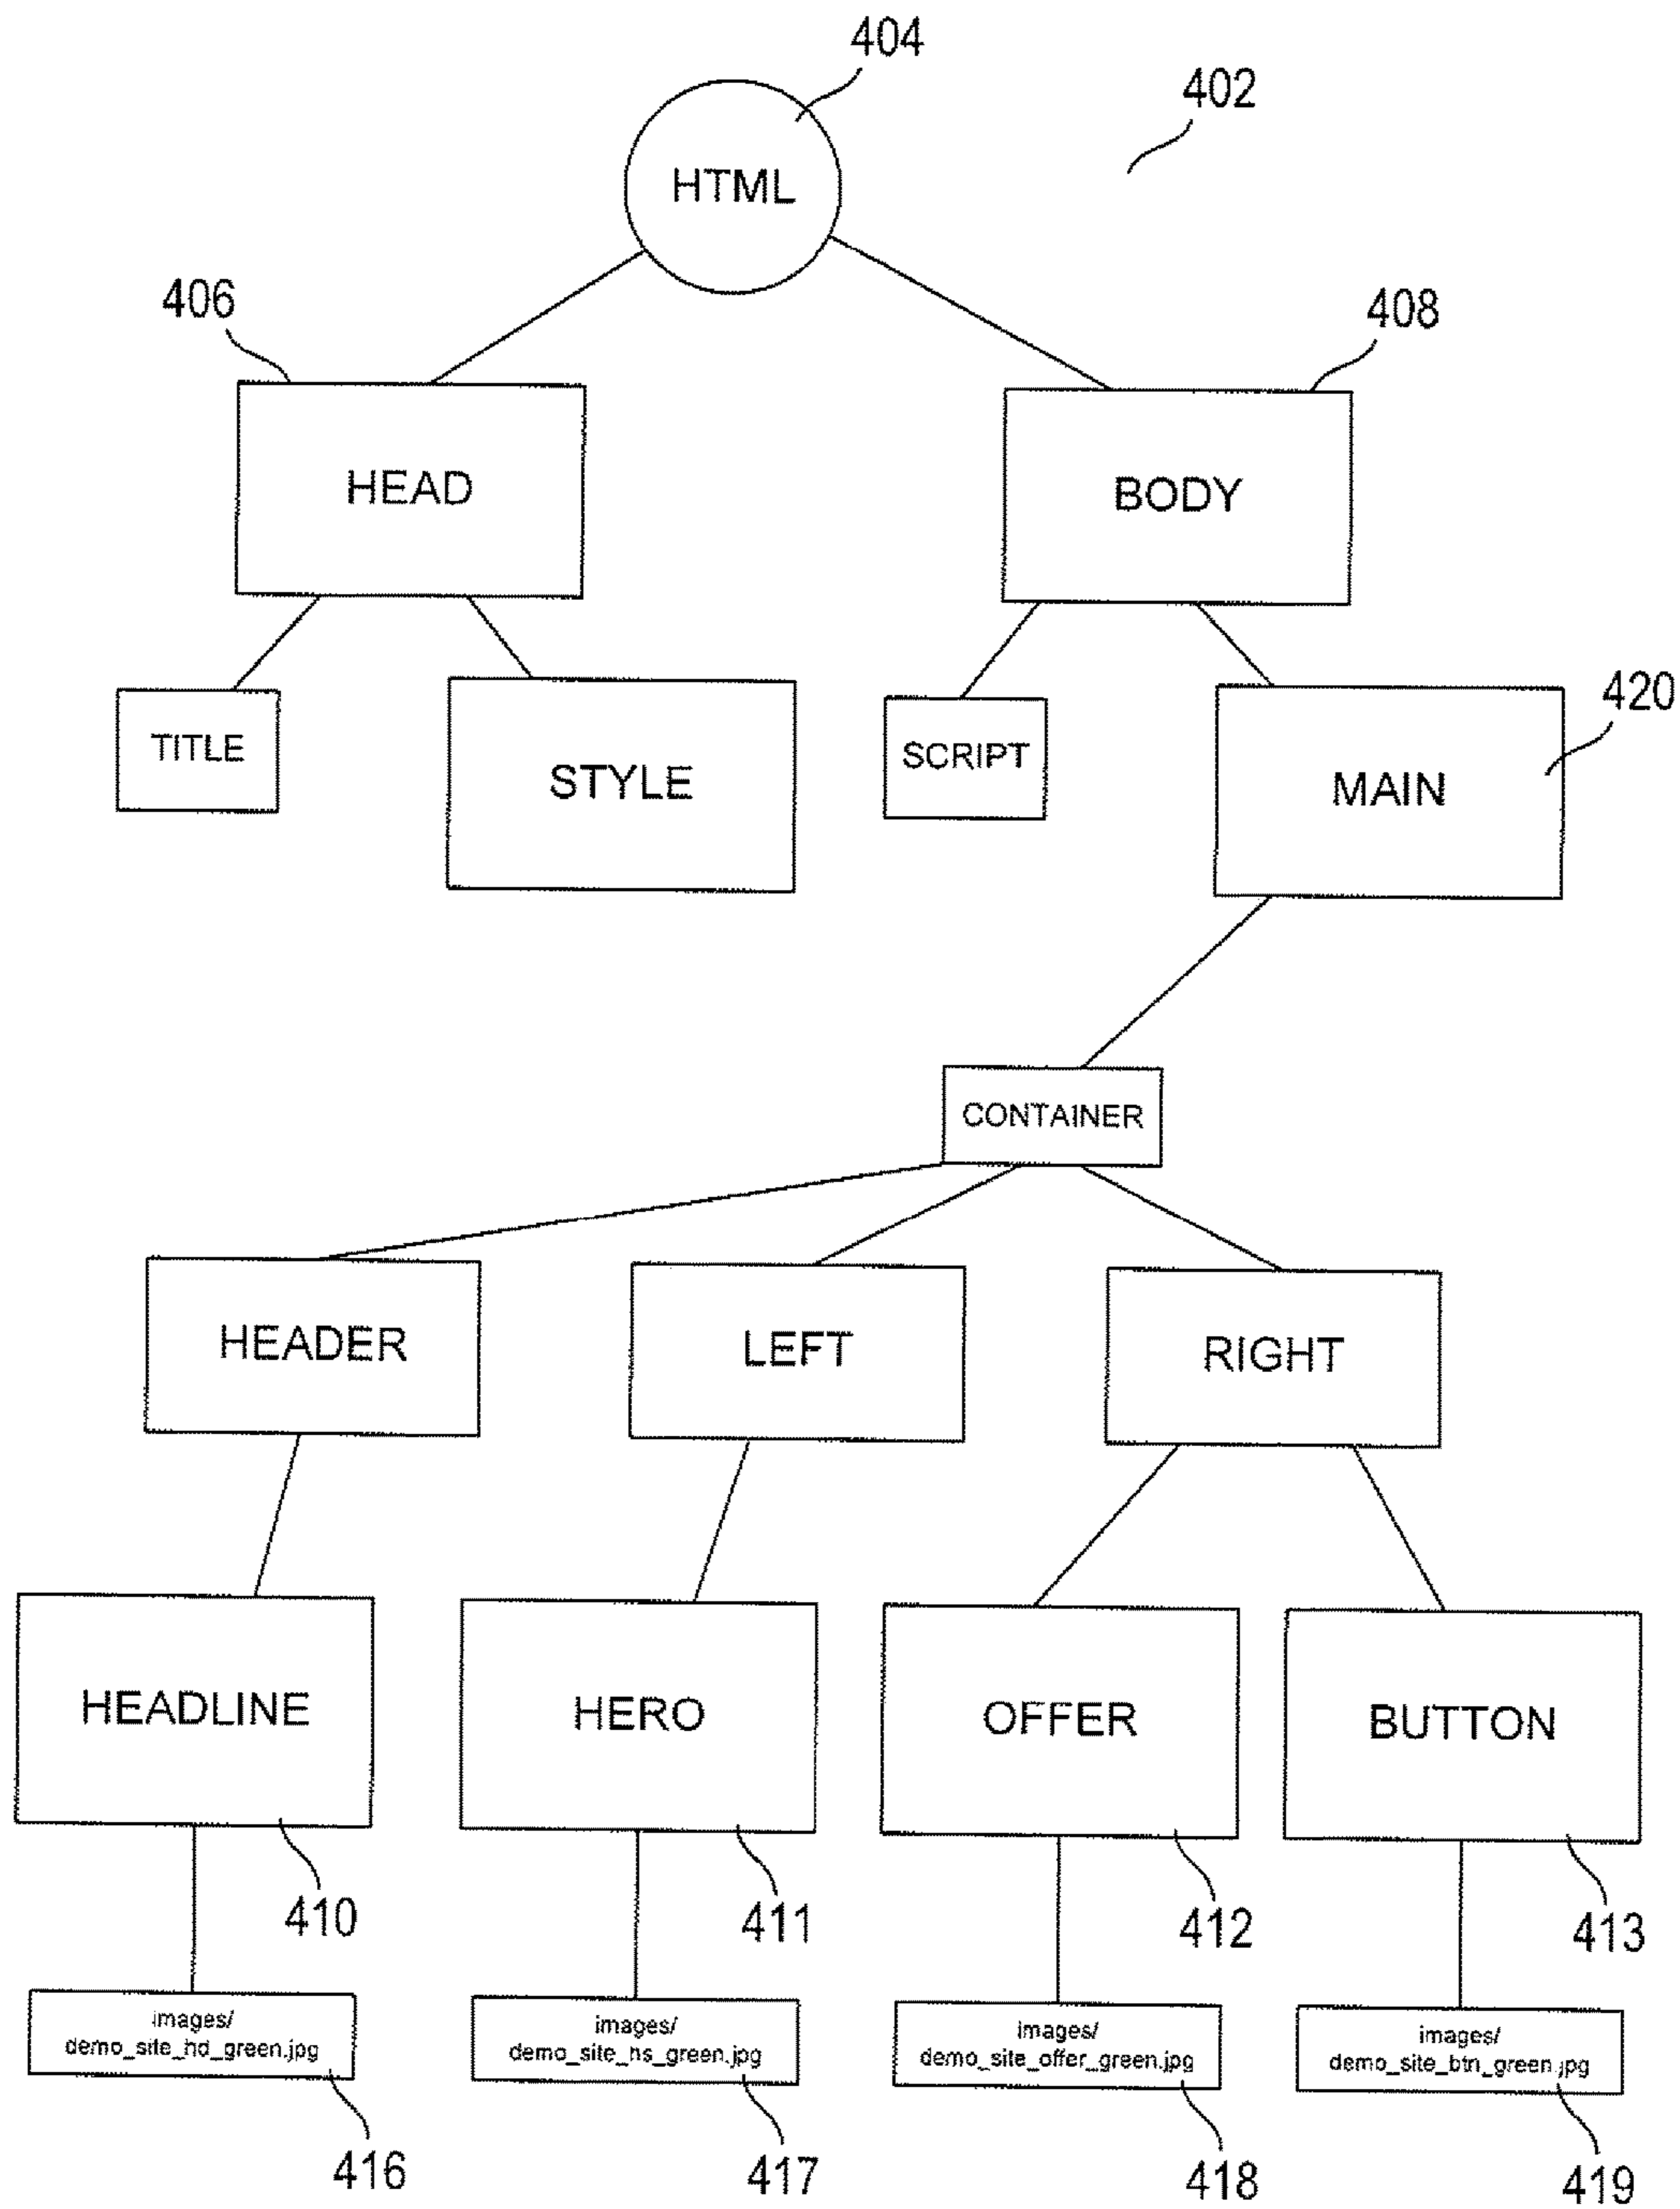 404
402
HTML
406
408
HEAD
BODY
420
TITLE
STYLE
SCRIPT
MAIN
CONTAINER
HEADER
LEFT
RIGHT
HEADLINE
HERO
OFFER
BUTTON
410
411
412
413
images/
demo_site_hd_green.jpg
images/
demo_site_hs_green.jpg
images/
demo_site_offer_green.jpg
images/
demo_site_btn_green.jpg
416
417
418
419